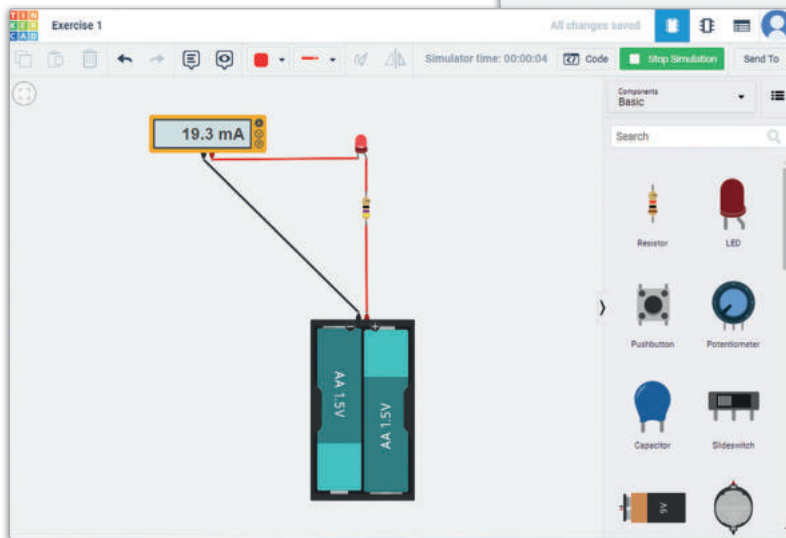 TIN
KER
CAD
Exercise 1
All changes saved
Simulator time: 00:00:04
Code
Stop Simulation
Send To
Components
Basic
Search
19.3 mA
Resistor
LED
Pushbutton
Potentiometer
Capacitor
Slideswitch
AA 1.5V
AA 1.5V
9V